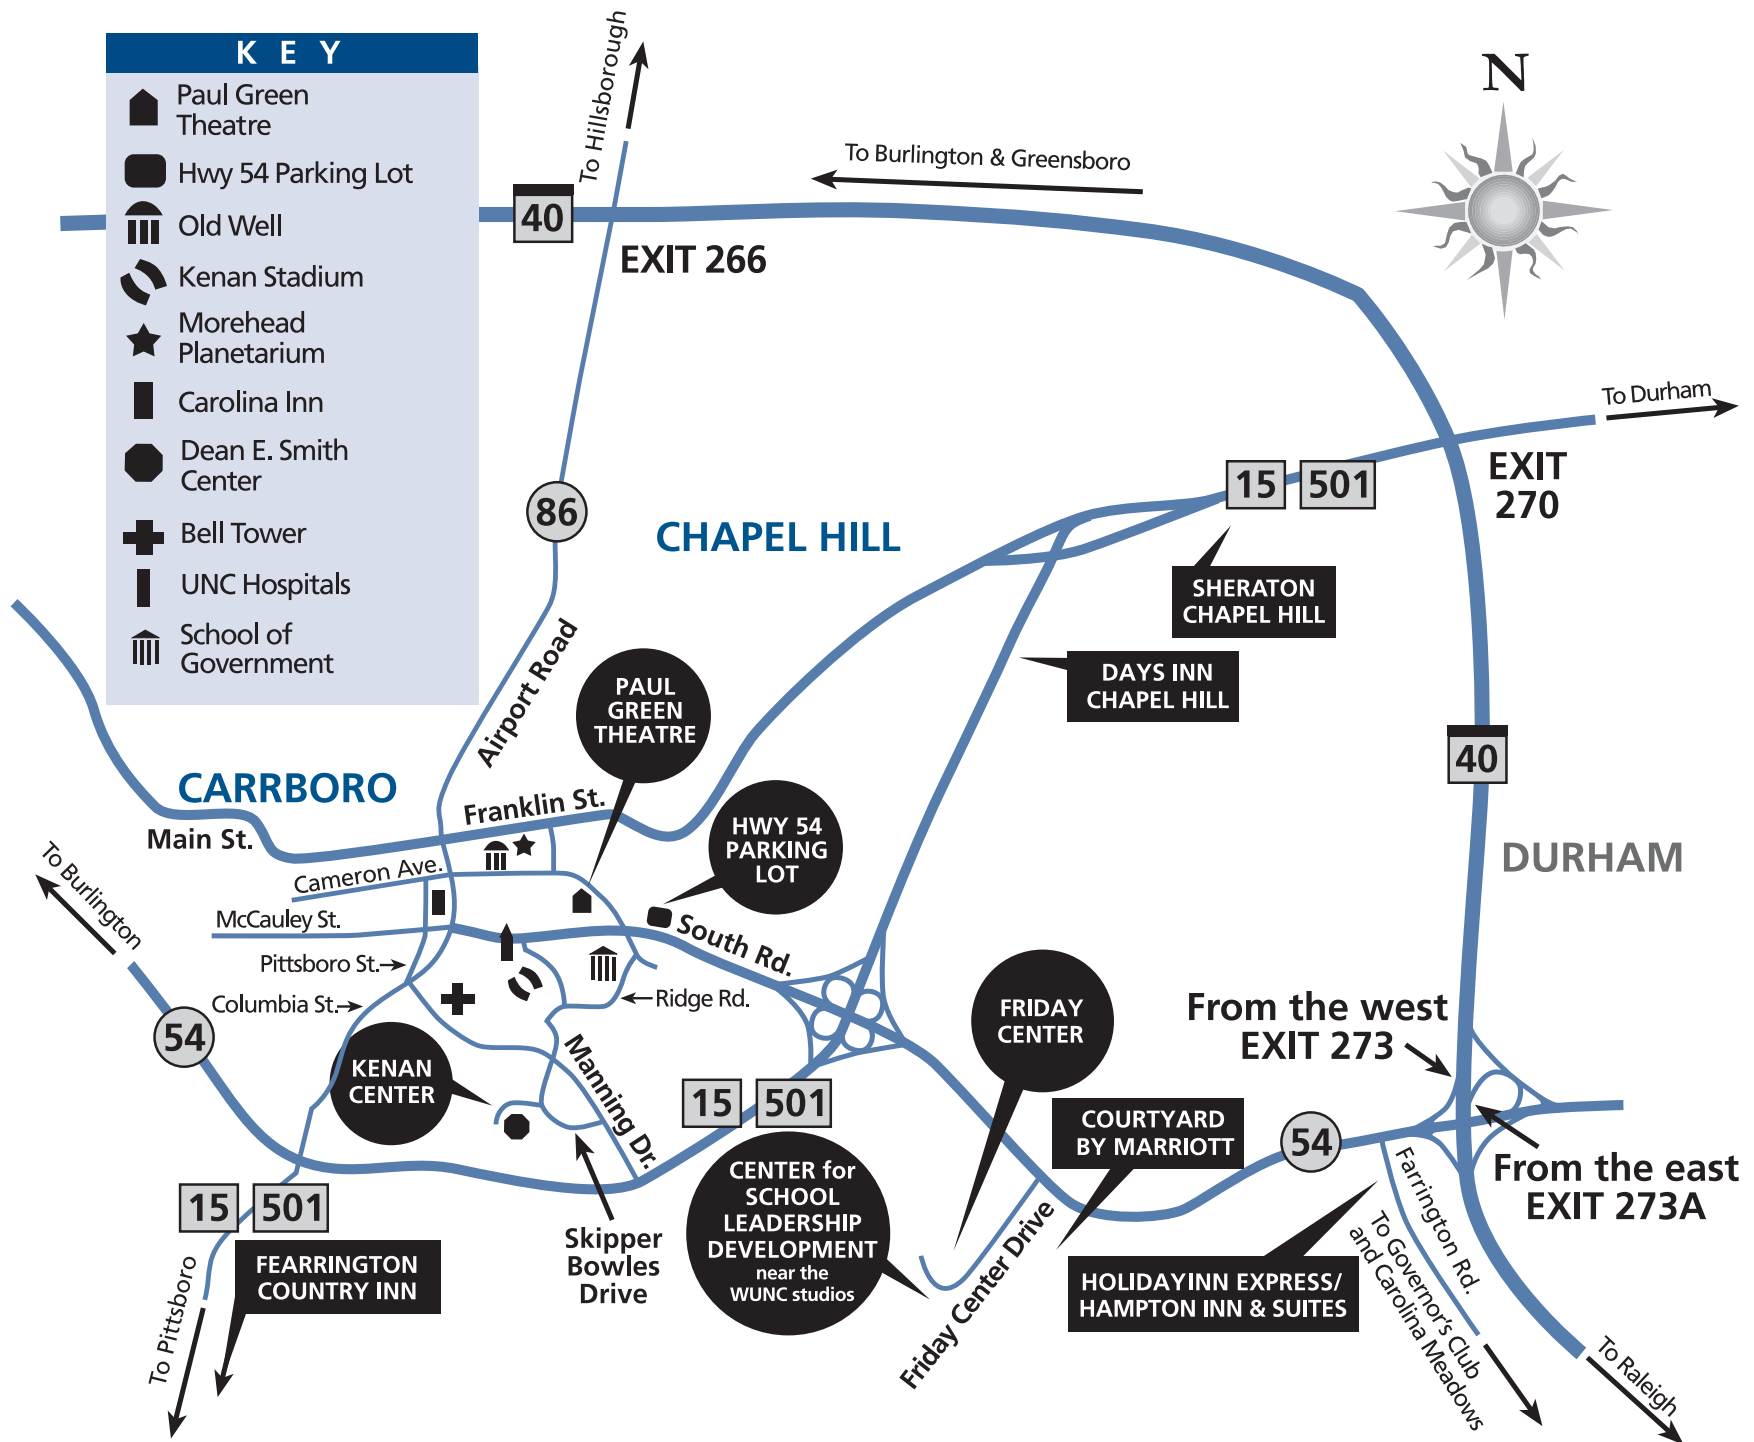 K E Y
Paul Green
Theatre
Hwy 54 Parking Lot
Old Well
Kenan Stadium
Morehead
Planetarium
Carolina Inn
Dean E. Smith
Center
Bell Tower
UNC Hospitals
School of
Government
To Hillsborough
N
To Burlington & Greensboro
40
EXIT 266
To Durham
15 501
EXIT
270
86
CHAPEL HILL
SHERATON
CHAPEL HILL
DAYS INN
CHAPEL HILL
Airport Road
PAUL
GREEN
THEATRE
40
CARRBORO
Main St.
Franklin St.
HWY 54
PARKING
LOT
DURHAM
To Burlington
Cameron Ave.
McCauley St.
South Rd.
Pittsboro St.
Columbia St.
Ridge Rd.
54
FRIDAY
CENTER
From the west
EXIT 273
KENAN
CENTER
Manning Dr.
15 501
COURTYARD
BY MARRIOTT
54
From the east
EXIT 273A
Farrington Rd.
CENTER for
SCHOOL
LEADERSHIP
DEVELOPMENT
near the
WUNC studios
15 501
Skipper
Bowles
Drive
Friday Center Drive
FEARRINGTON
COUNTRY INN
HOLIDAYINN EXPRESS/
HAMPTON INN & SUITES
To Governor's Club
and Carolina Meadows
To Pittsboro
To Raleigh